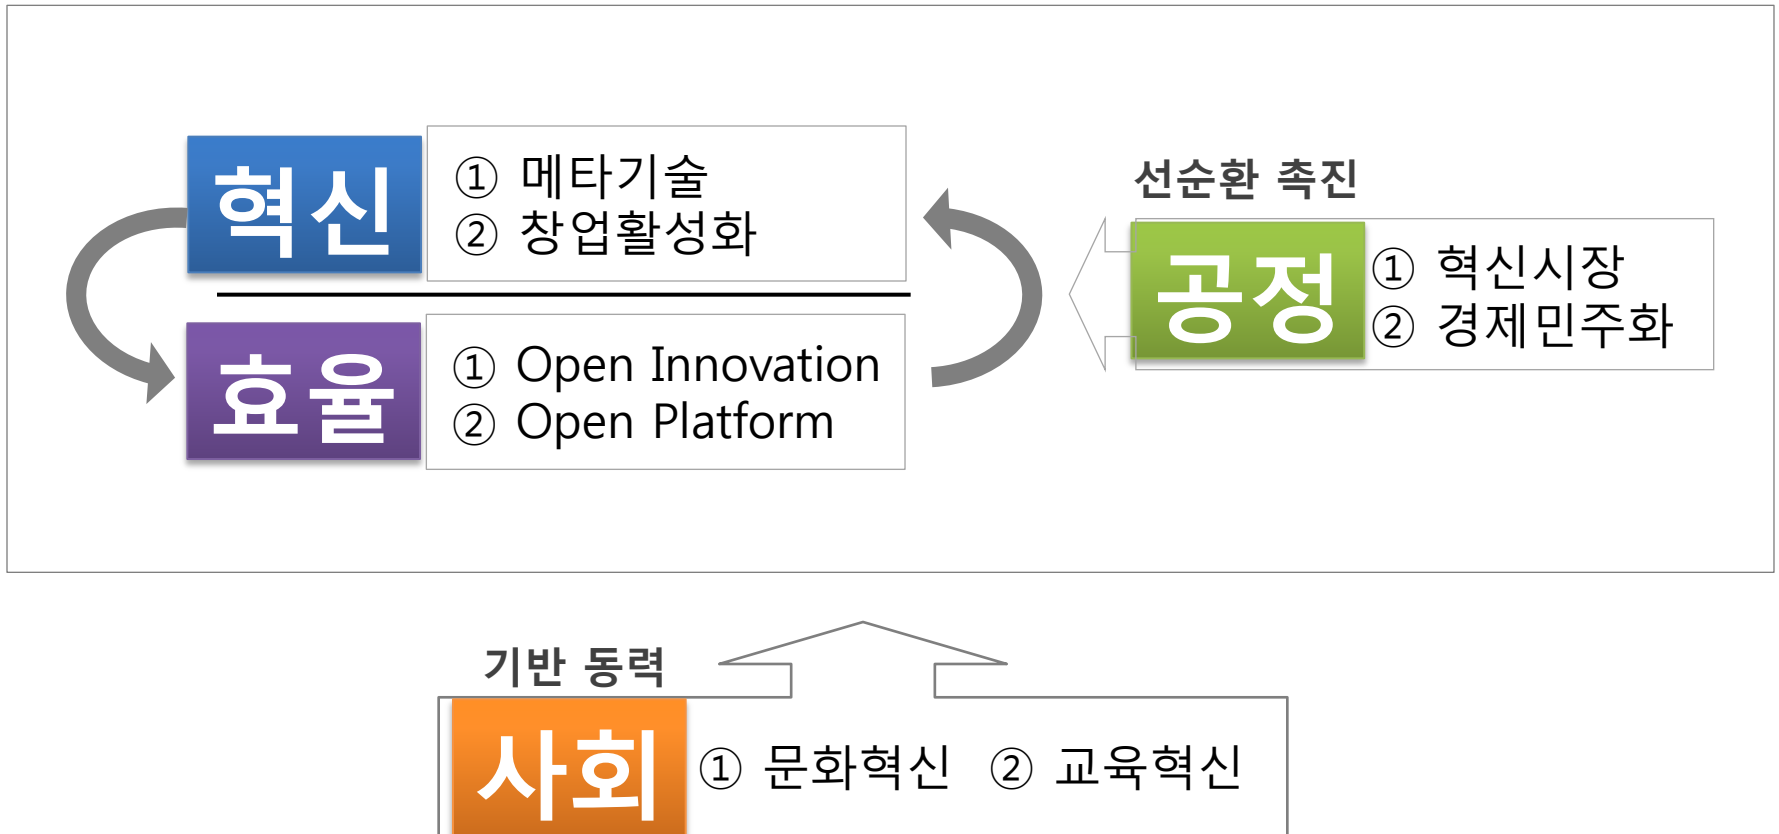 혁신
① 메타기술
② 창업활성화
효율
① Open Innovation
② Open Platform
선순환 촉진
공정
① 혁신시장
② 경제민주화
기반 동력
사회
① 문화혁신 ② 교육혁신